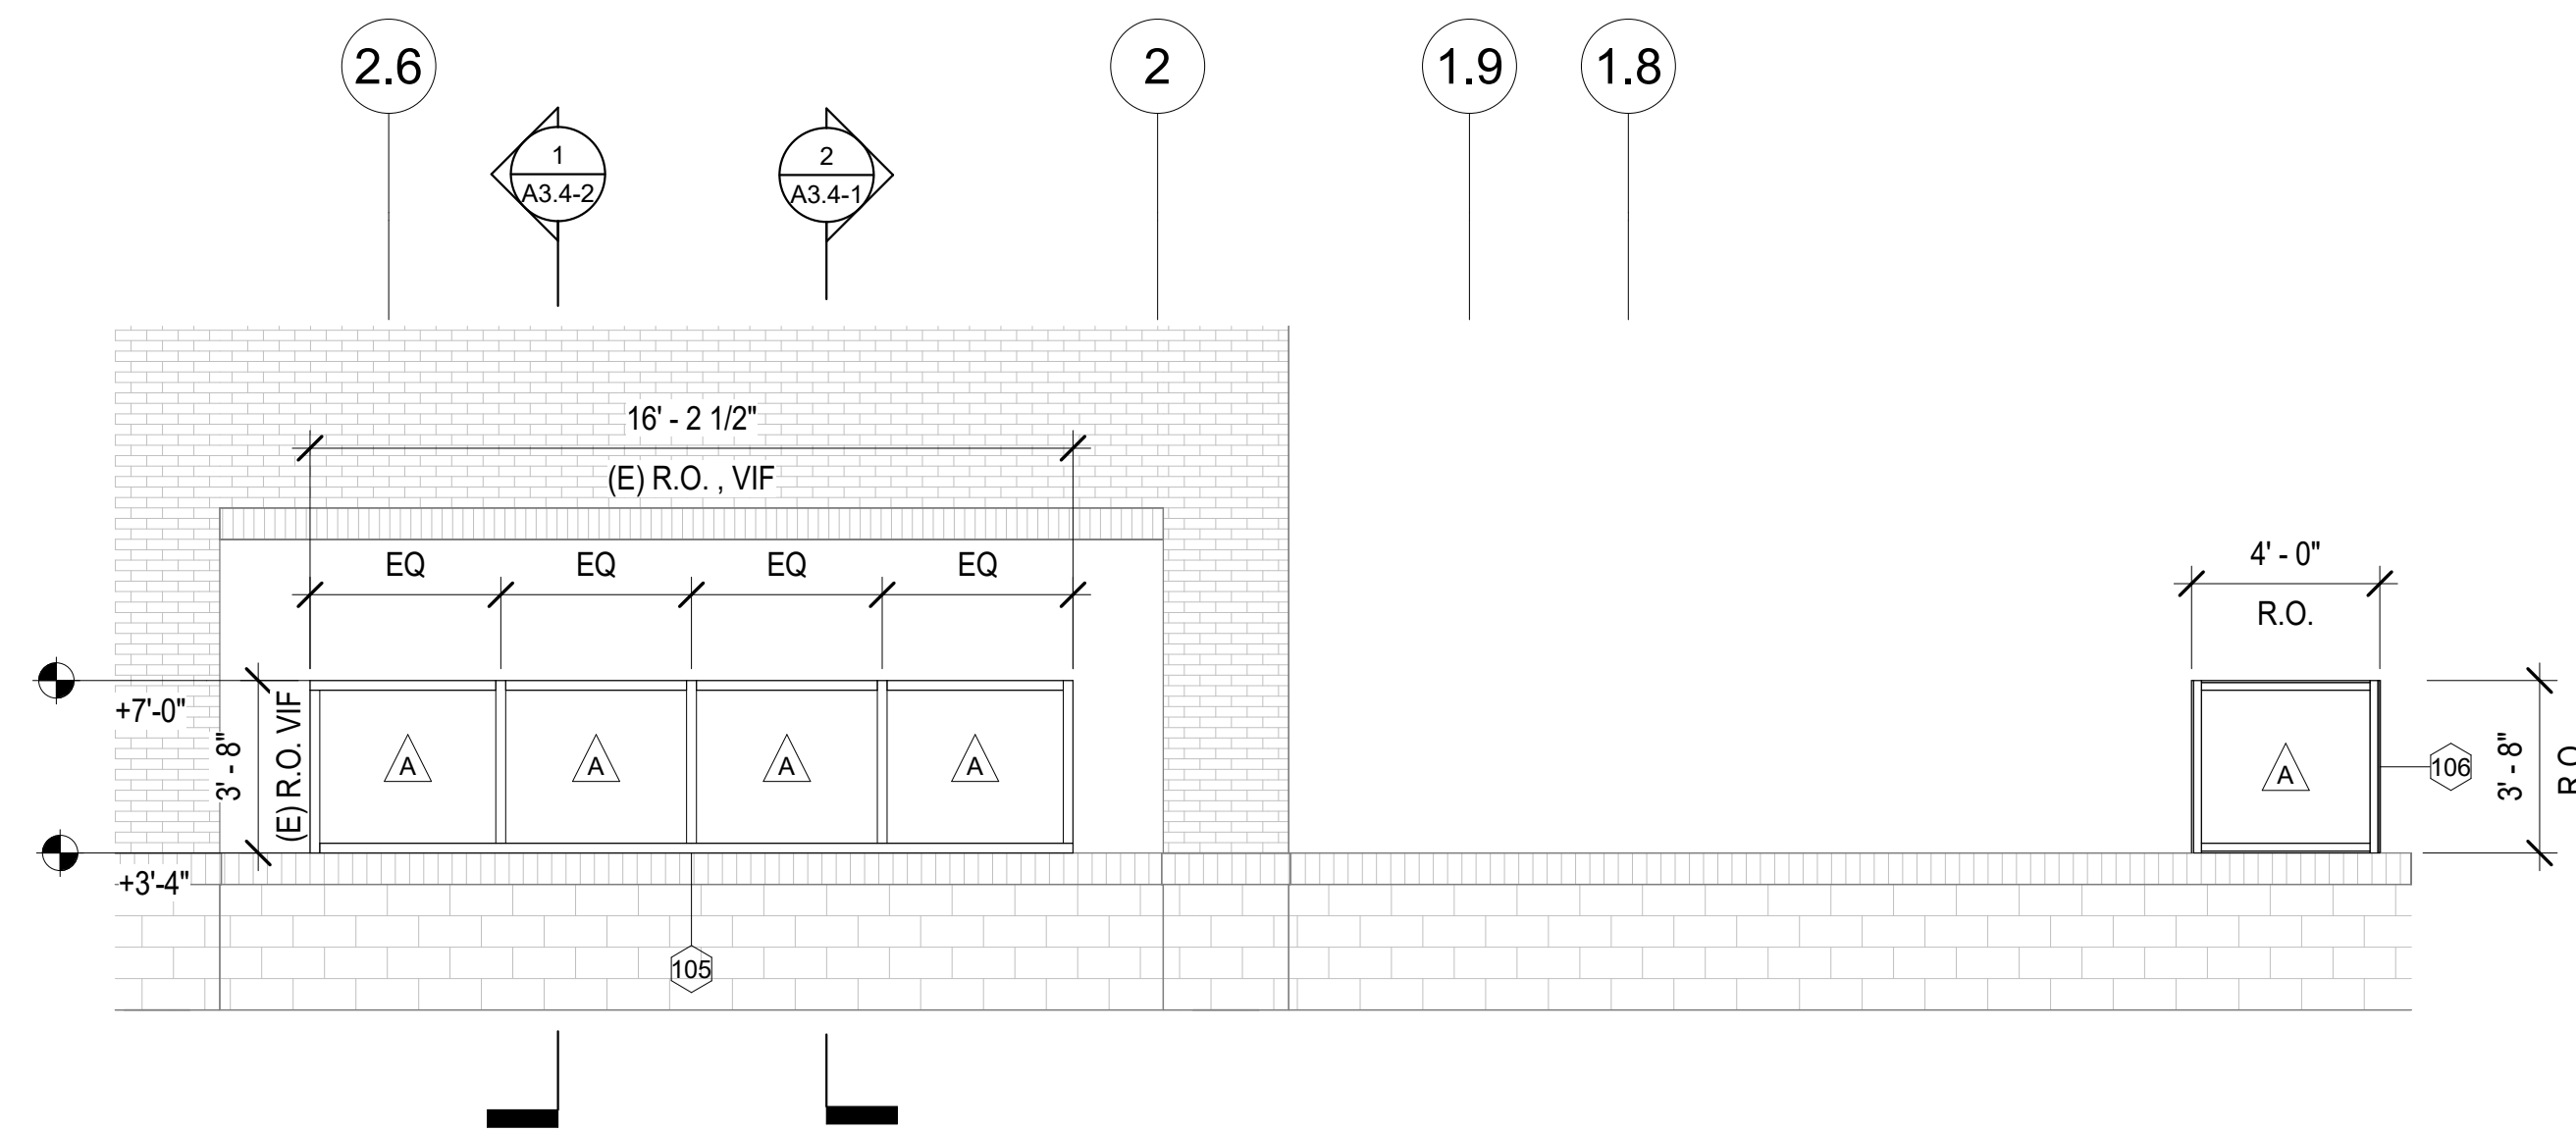 2.6
2
1.9
1.8
1
A3.4-2
2
A3.4-1
16' - 2 1/2"
(E) R.O. , VIF
EQ
EQ
EQ
EQ
4' - 0"
R.O.
+7'-0"
3' - 8"
(E) R.O. VIF
A
A
A
A
A
106
3' - 8"
R.O.
+3'-4"
105